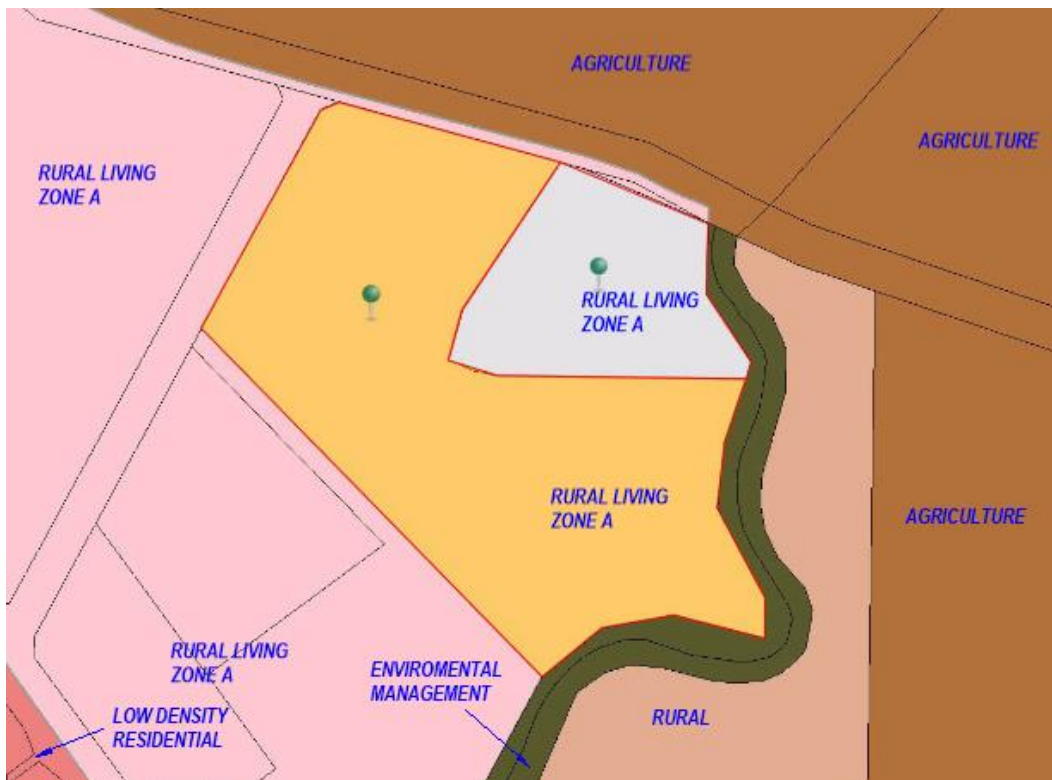 AGRICULTURE
AGRICULTURE
RURAL LIVING
ZONE A
RURAL LIVING
ZONE A
RURAL LIVING
ZONE A
AGRICULTURE
RURAL LIVING
ZONE A
ENVIROMENTAL
MANAGEMENT
LOW DENSITY
RESIDENTIAL
RURAL